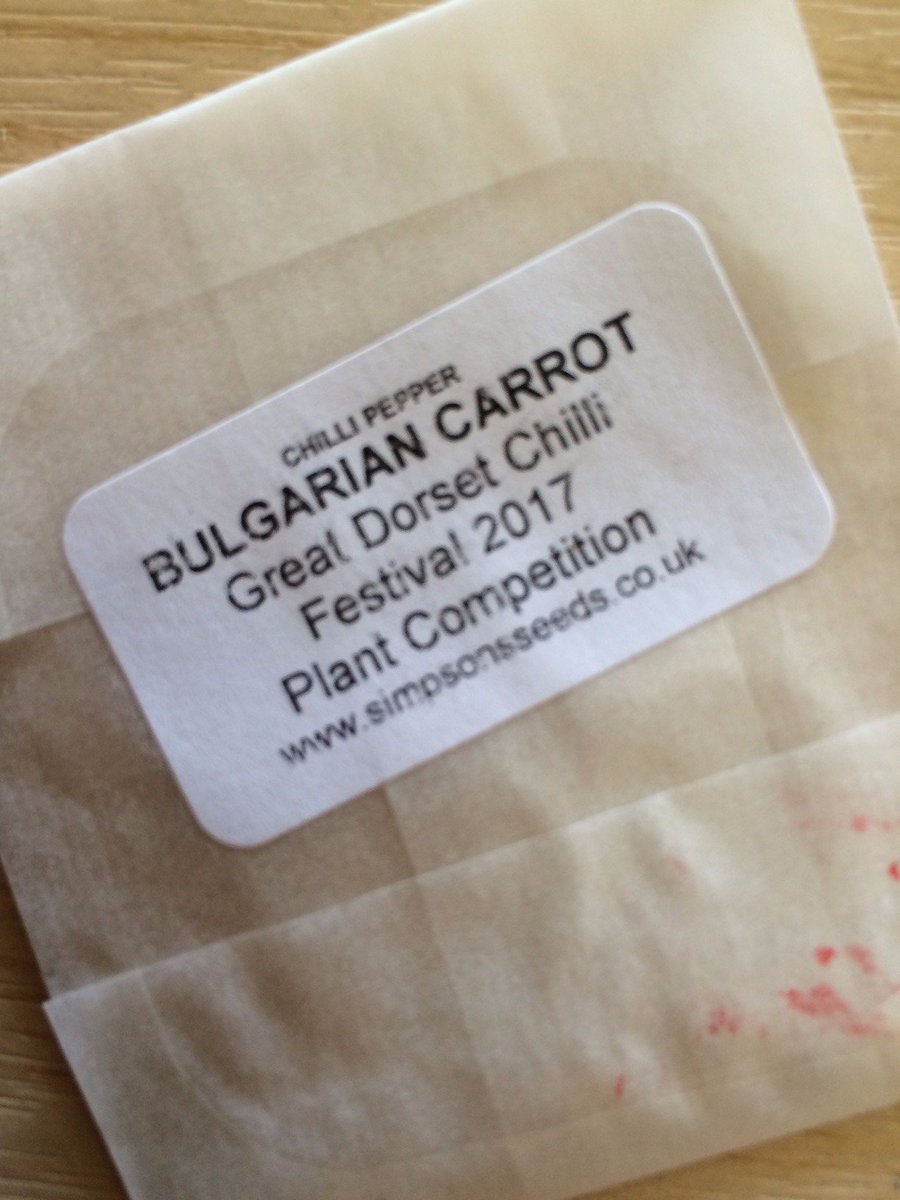 CHILLI PEPPER
BULGARIAN CARROT
Great Dorset Chilli
Festival 2017
Plant Competition
www.simpsonsseeds.co.uk